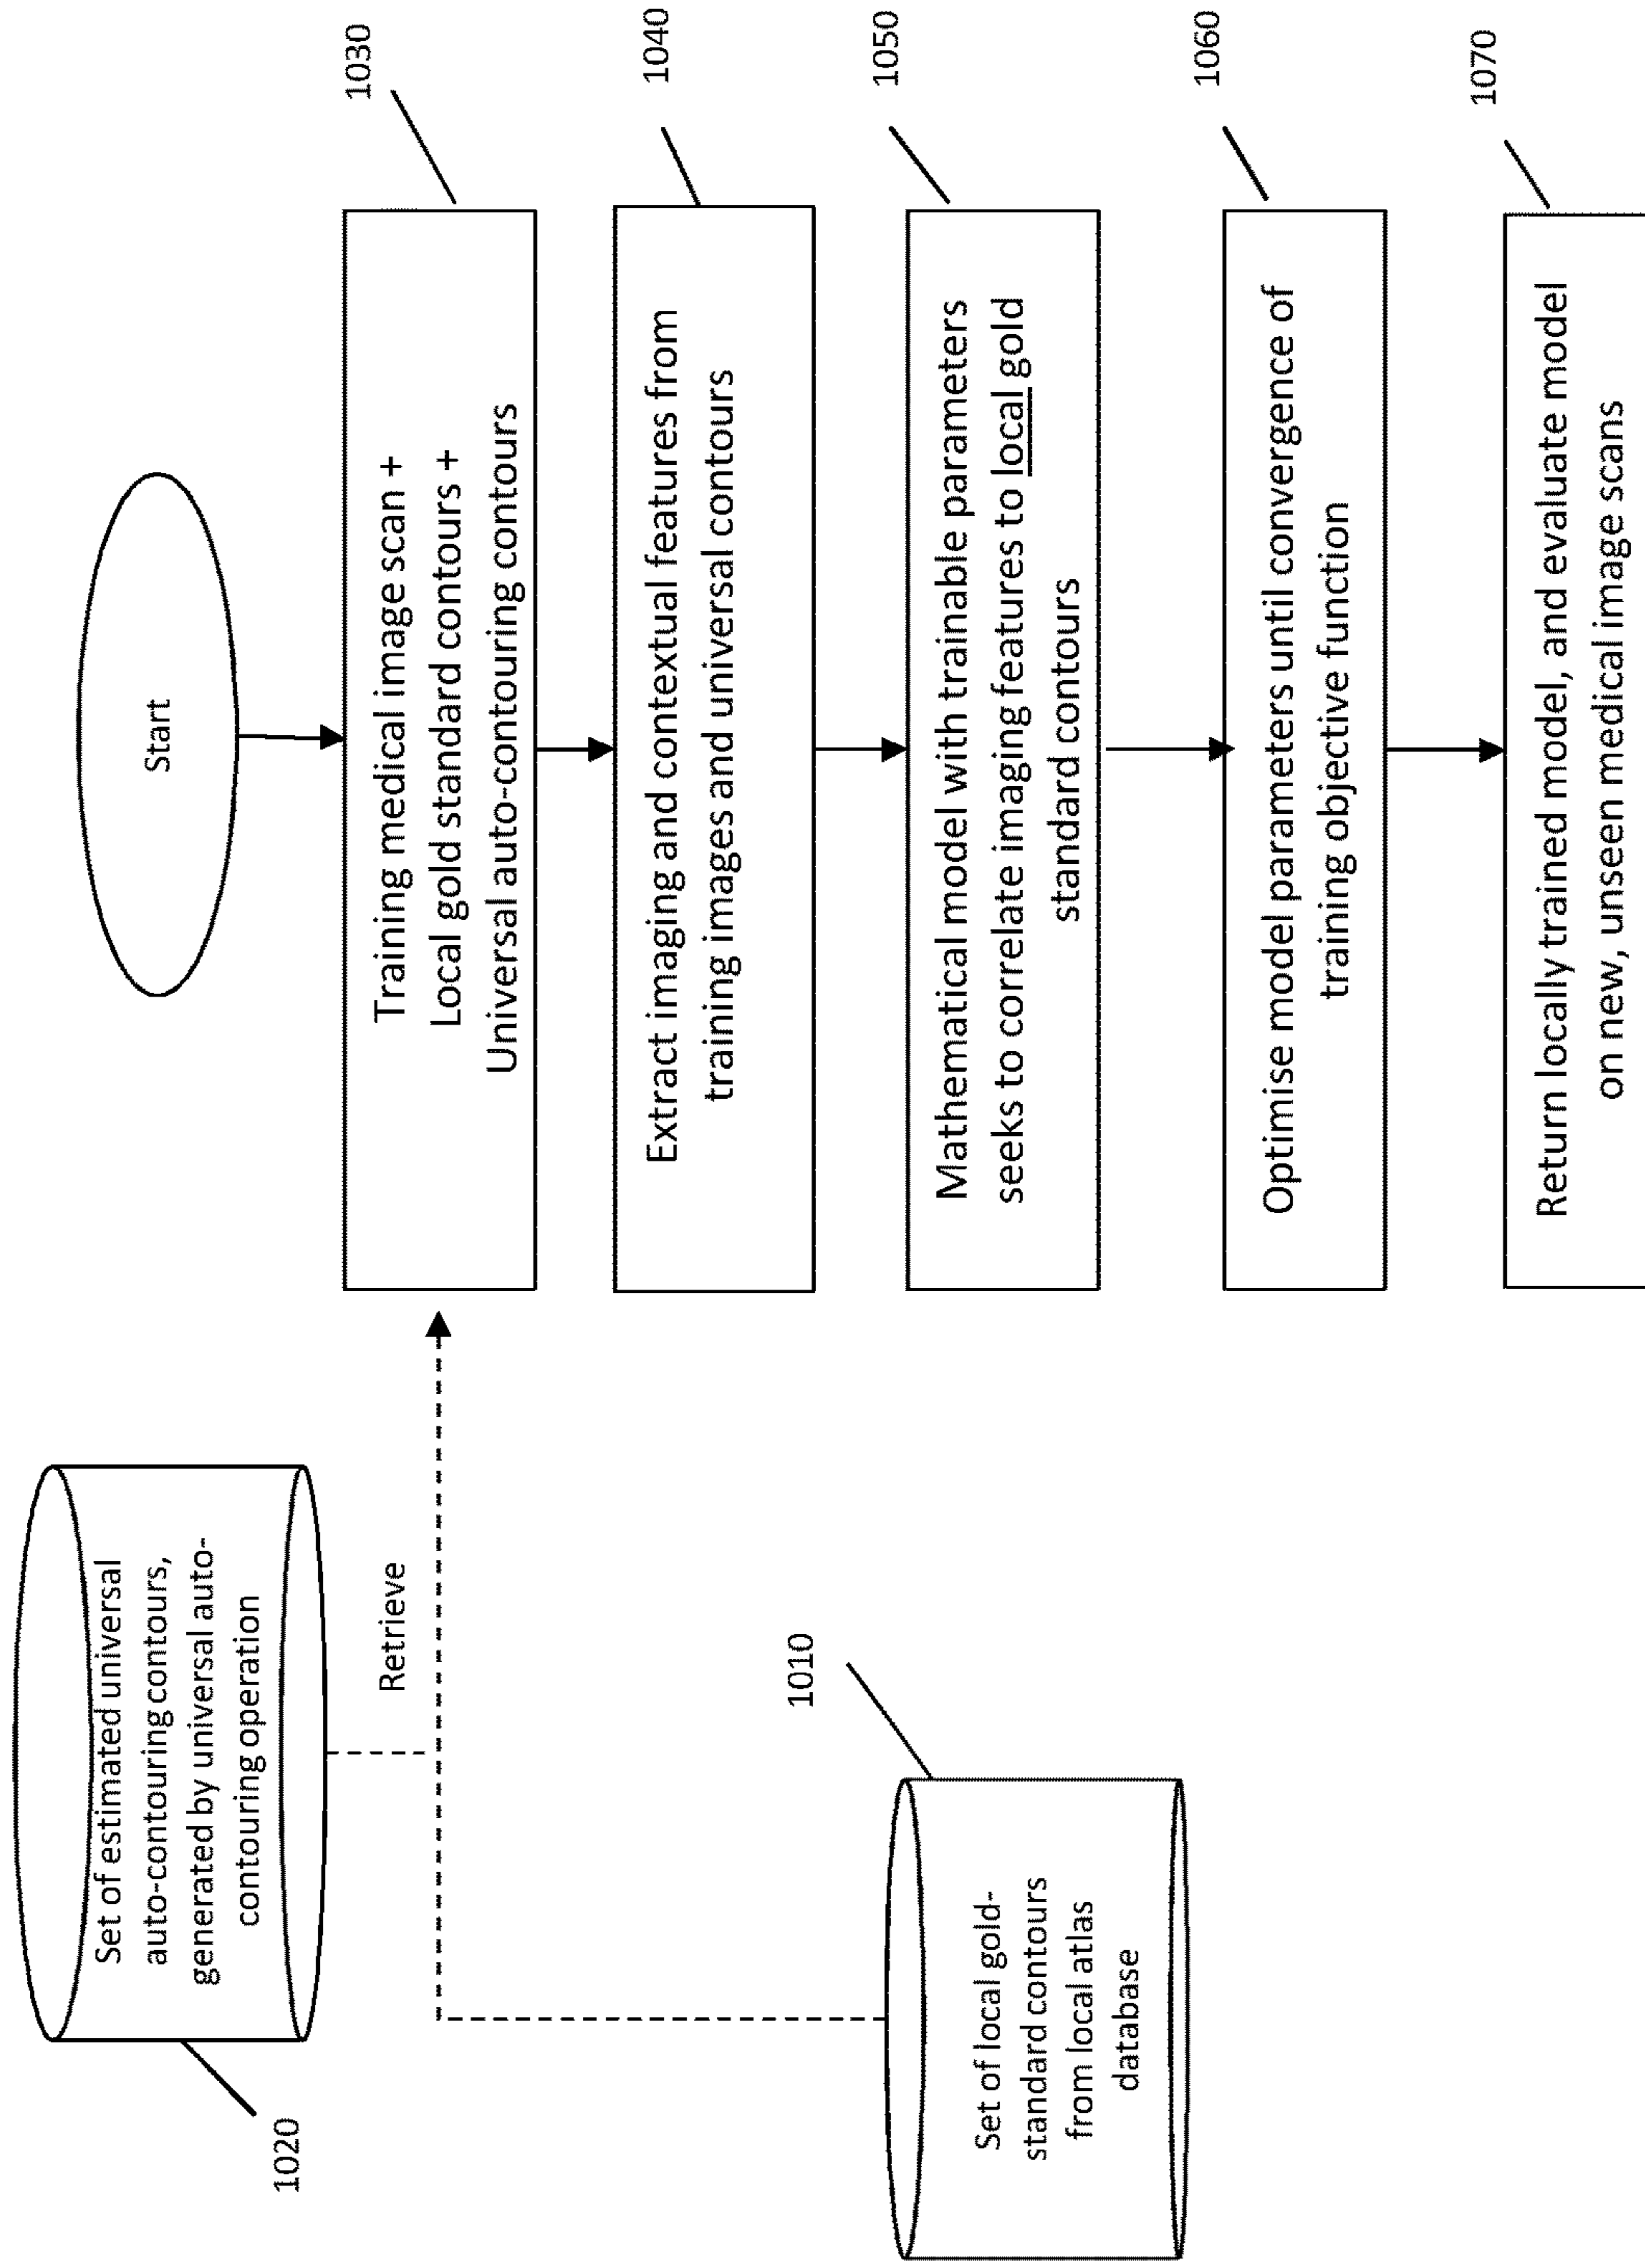 Start
Training medical image scan +
Local gold standard contours +
Universal auto-contouring contours
1030
Extract imaging and contextual features from
training images and universal contours
1040
Mathematical model with trainable parameters
seeks to correlate imaging features to local gold
standard contours
1050
Optimise model parameters until convergence of
training objective function
1060
Return locally trained model, and evaluate model
on new, unseen medical image scans
1070
Set of estimated universal
auto-contouring contours,
generated by universal auto-
contouring operation
1020
Retrieve
1010
Set of local gold-
standard contours
from local atlas
database